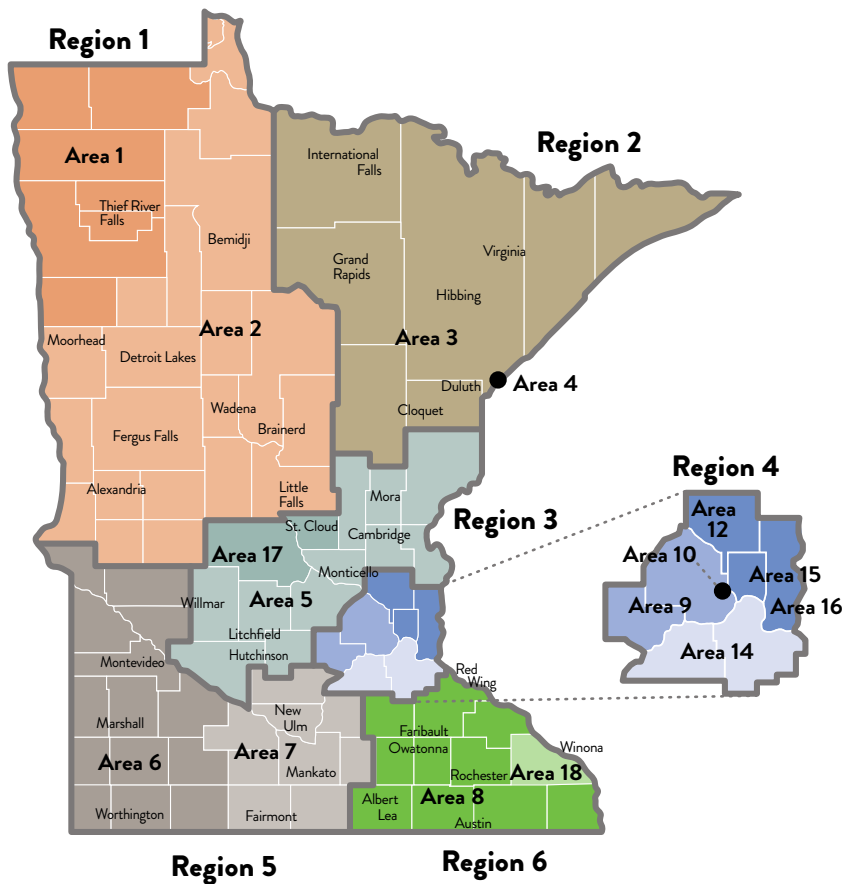 Region 1
Region 2
Area 1
International
Falls
Thief River
Falls
Bemidji
Virginia
Grand
Rapids
Hibbing
Area 2
Area 3
Moorhead
Detroit Lakes
Duluth
Area 4
Wadena
Cloquet
Brainerd
Fergus Falls
Region 4
Alexandria
Little
Falls
Mora
Region 3
Area
12
St. Cloud
Cambridge
Area 17
Area 10
Monticello
Area 15
Willmar
Area 5
Area 9
Area 16
Litchfield
Hutchinson
Area 14
Montevideo
Red
Wing
New
Ulm
Marshall
Faribault
Owatonna
Winona
Area 7
Area 6
Mankato
Rochester
Area 18
Albert
Lea
Area 8
Worthington
Fairmont
Austin
Region 5
Region 6